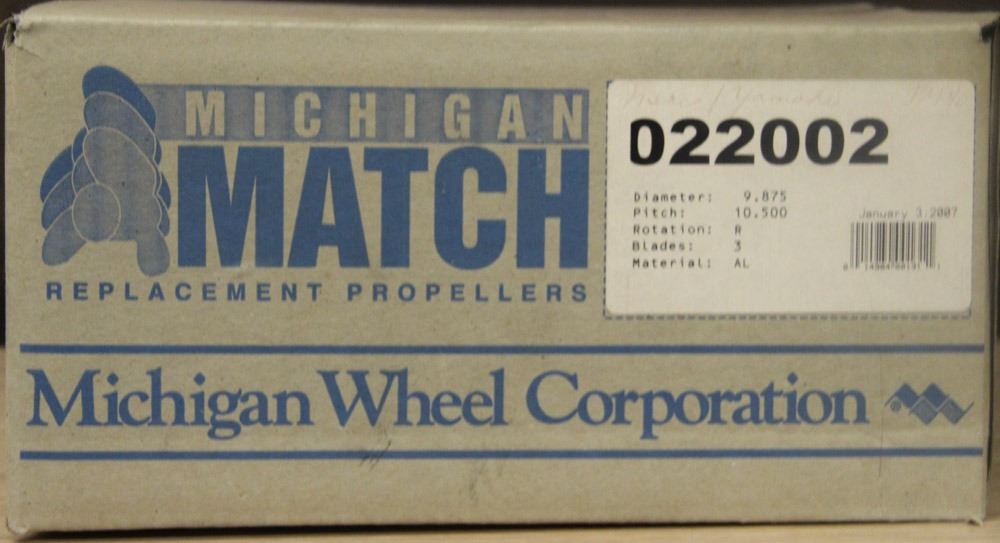 MICHIGAN
MATCH
REPLACEMENT PROPELLERS
022002
Diameter: 9.875
Pitch: 10.500
Rotation: R
Blades: 3
Material: AL
January 3, 2007
Michigan Wheel Corporation ®